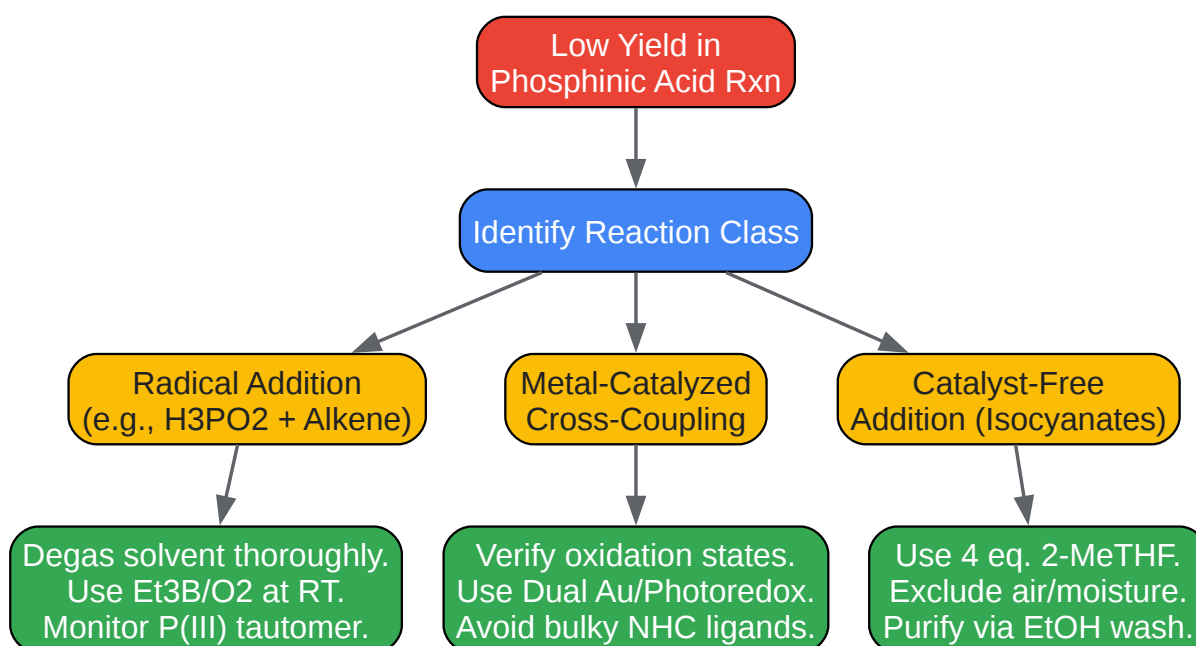 Low Yield in
Phosphinic Acid Rxn
Identify Reaction Class
Radical Addition
(e.g., H3PO2 + Alkene)
Metal-Catalyzed
Cross-Coupling
Catalyst-Free
Addition (Isocyanates)
Degas solvent thoroughly.
Use Et3B/O2 at RT.
Monitor P(III) tautomer.
Verify oxidation states.
Use Dual Au/Photoredox.
Avoid bulky NHC ligands.
Use 4 eq. 2-MeTHF.
Exclude air/moisture.
Purify via EtOH wash.